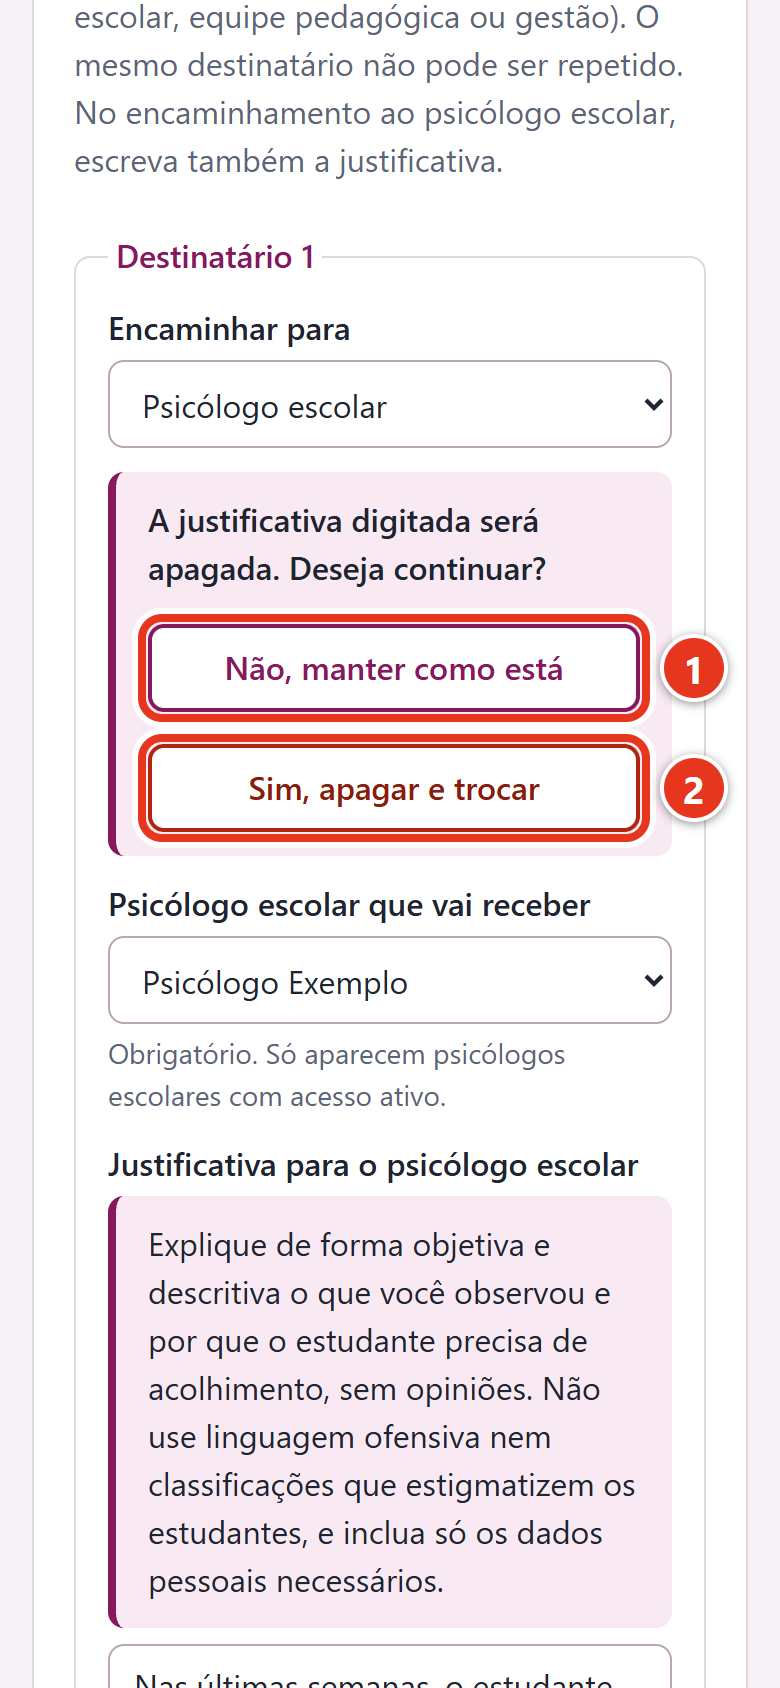 escolar, equipe pedagógica ou gestão). O
mesmo destinatário não pode ser repetido.
No encaminhamento ao psicólogo escolar,
escreva também a justificativa.
Destinatário 1
Encaminhar para
Psicólogo escolar
A justificativa digitada será
apagada. Deseja continuar?
Não, manter como está
1
Sim, apagar e trocar
2
Psicólogo escolar que vai receber
Psicólogo Exemplo
Obrigatório. Só aparecem psicólogos
escolares com acesso ativo.
Justificativa para o psicólogo escolar
Explique de forma objetiva e
descritiva o que você observou e
por que o estudante precisa de
acolhimento, sem opiniões. Não
use linguagem ofensiva nem
classificações que estigmatizem os
estudantes, e inclua só os dados
pessoais necessários.
Nas últimas semanas, o estudante